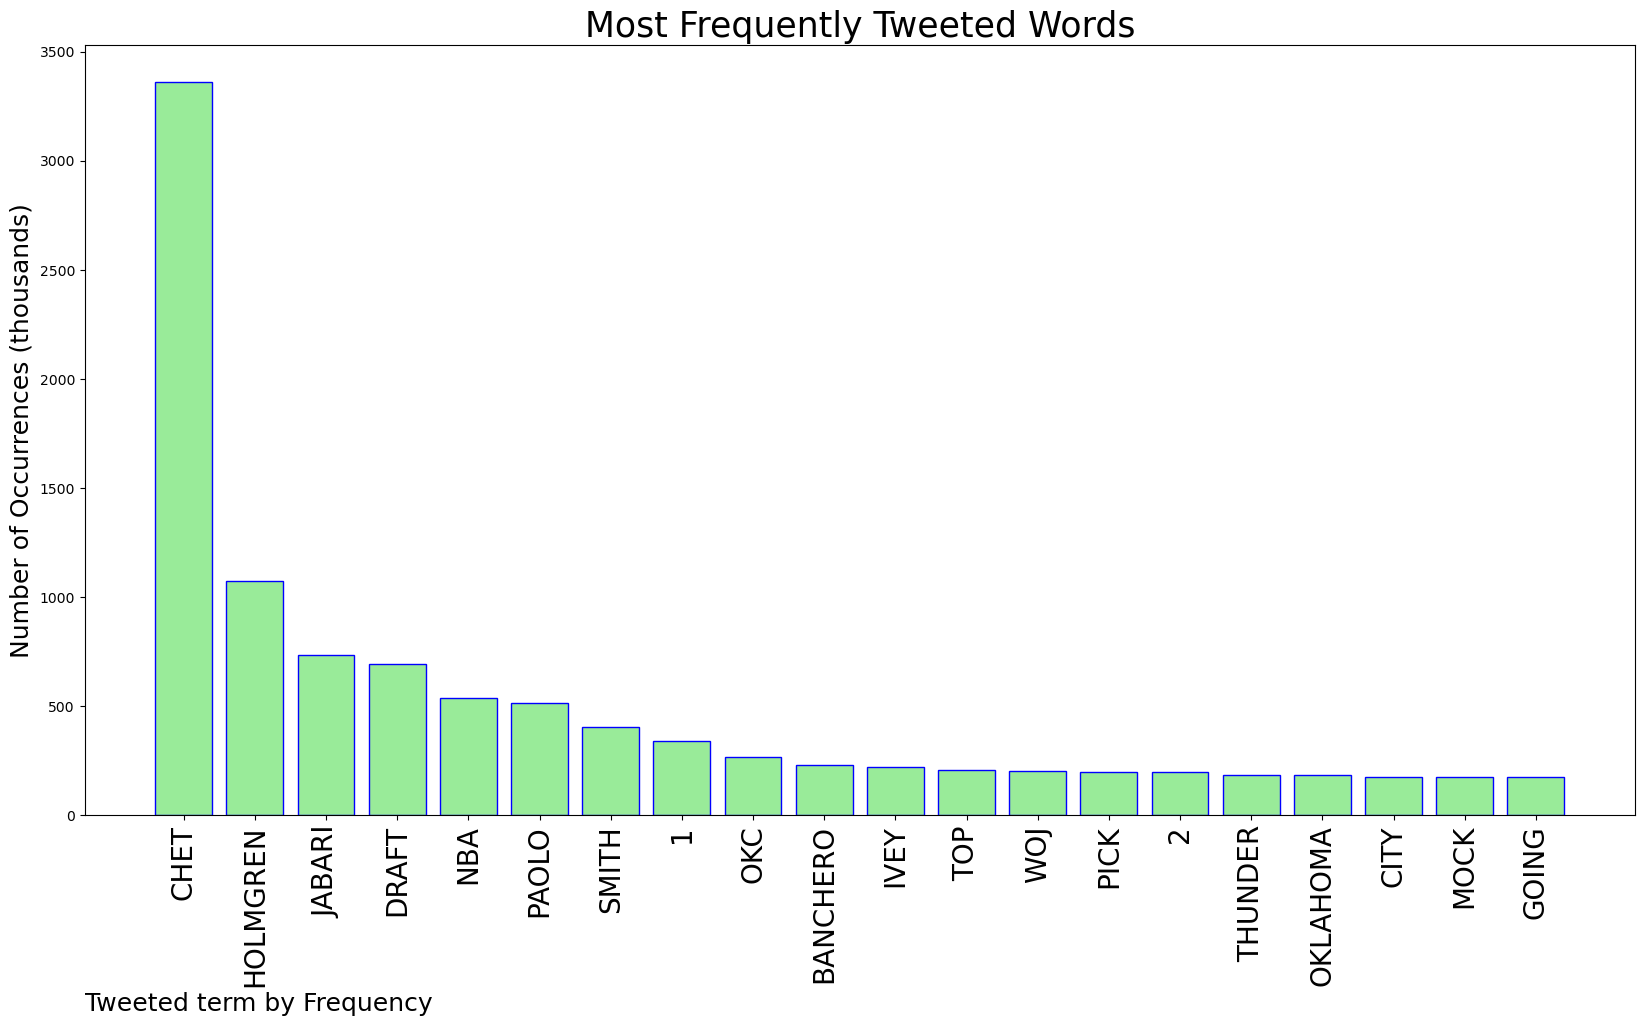 Most Frequently Tweeted Words
Number of Occurrences (thousands)
3500
3000
2500
2000
1500
1000
500
0
CHET
HOLMGREN
JABARI
DRAFT
NBA
PAOLO
SMITH
1
OKC
BANCHERO
IVEY
TOP
WOJ
PICK
2
THUNDER
OKLAHOMA
CITY
MOCK
GOING
Tweeted term by Frequency